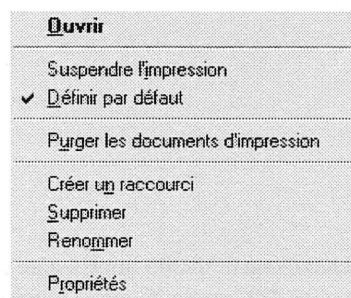 Ouvrir
Suspendre l'impression
✓ Définir par défaut
Purger les documents d'impression
Créer un raccourci
Supprimer
Renommer
Propriétés